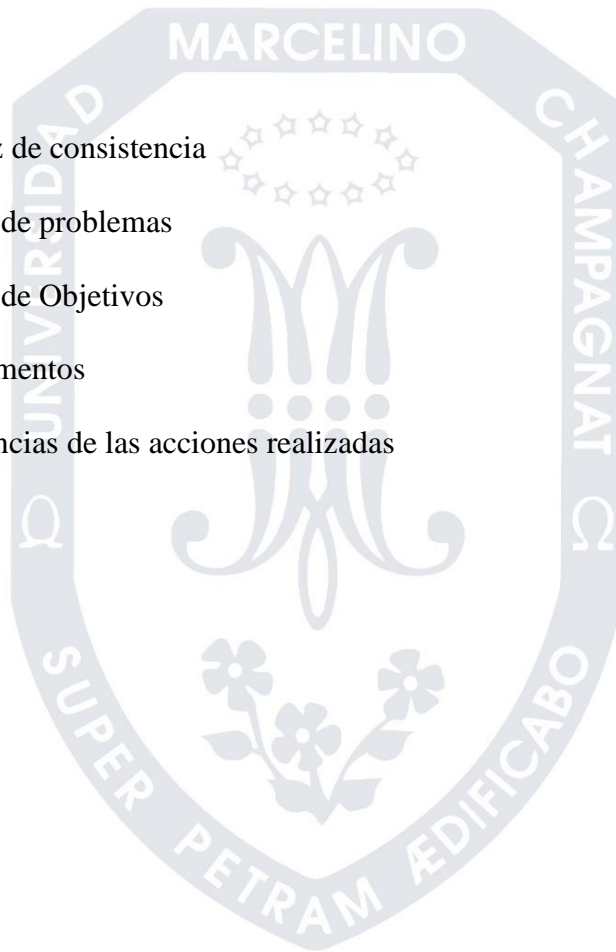 MARCELINO
UNIVERSIDAD
CHAMPAGNAT
z de consistencia
de problemas
de Objetivos
mentos
ncias de las acciones realizadas
Ω Ω
SUPER PETRAM ÆDIFICABO